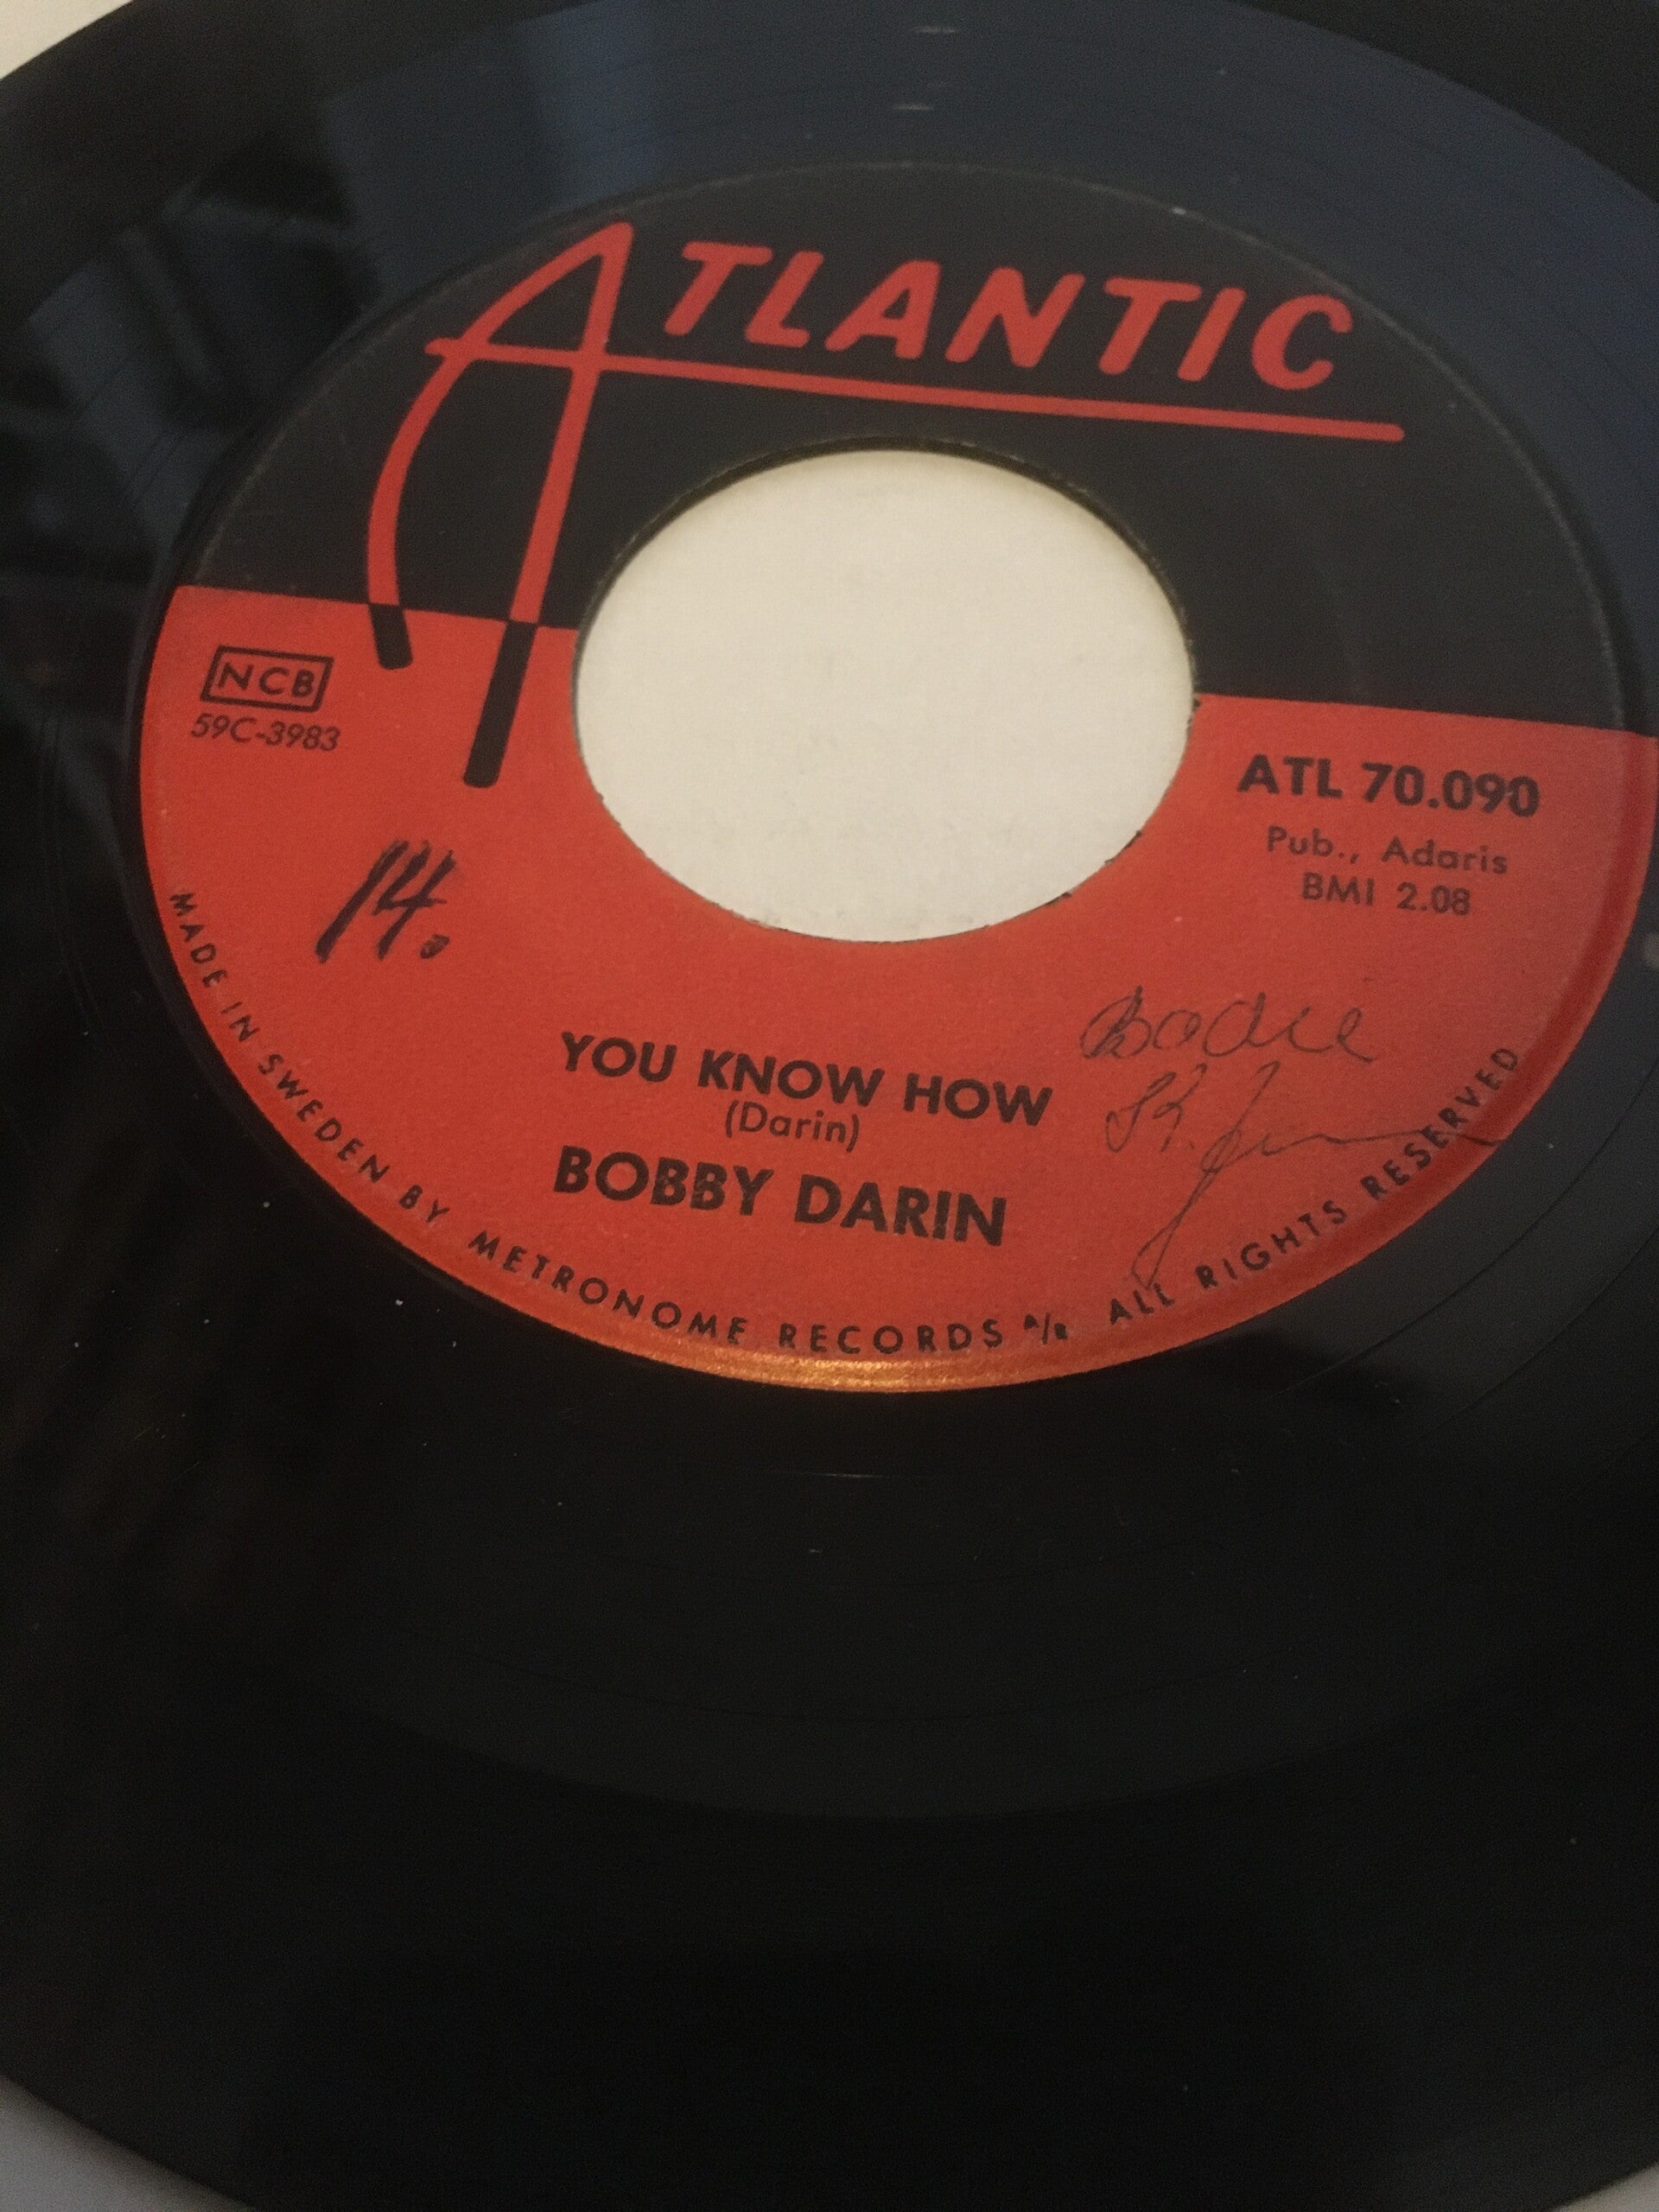 ATLANTIC
NCB
59C-3983
ATL 70.090
Pub., Adaris
BMI 2.08
14.
YOU KNOW HOW
(Darin)
BOBBY DARIN
MADE IN SWEDEN BY METRONOME RECORDS A/B ALL RIGHTS RESERVED